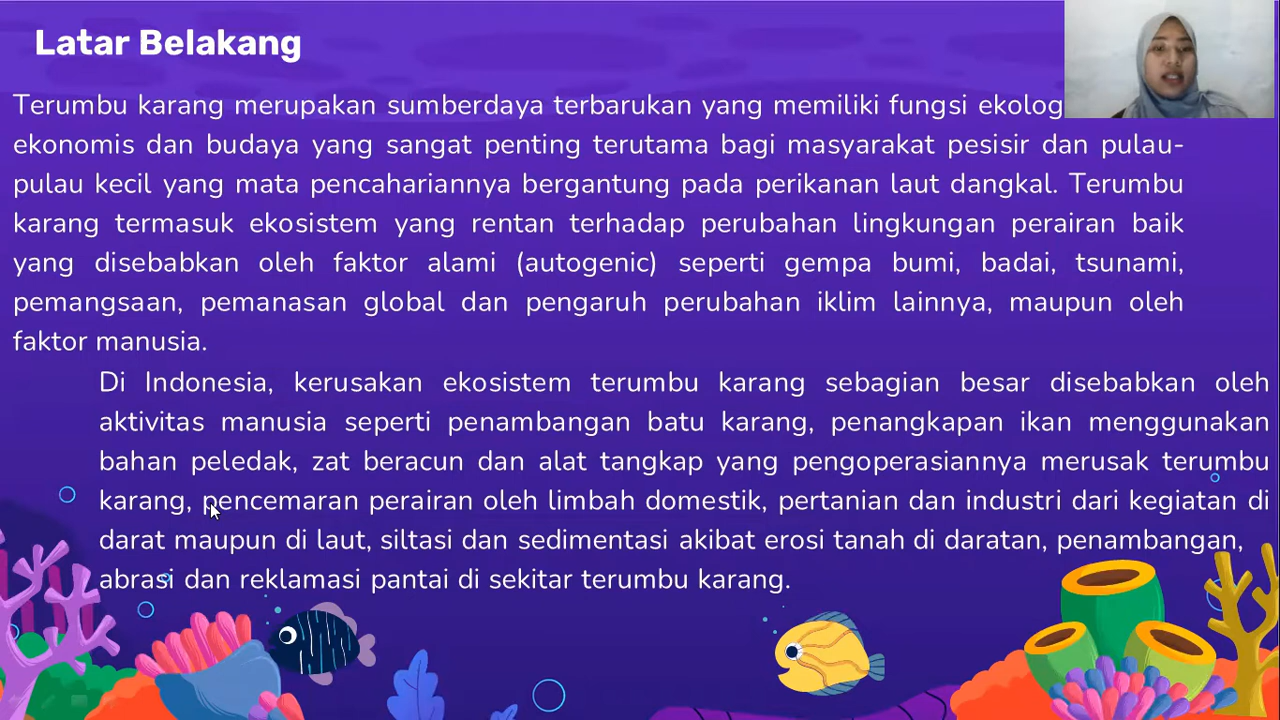 Latar Belakang
Terumbu karang merupakan sumberdaya terbarukan yang memiliki fungsi ekolog
ekonomis dan budaya yang sangat penting terutama bagi masyarakat pesisir dan pulau-
pulau kecil yang mata pencahariannya bergantung pada perikanan laut dangkal. Terumbu
karang termasuk ekosistem yang rentan terhadap perubahan lingkungan perairan baik
yang disebabkan oleh faktor alami (autogenic) seperti gempa bumi, badai, tsunami,
pemangsaan, pemanasan global dan pengaruh perubahan iklim lainnya, maupun oleh
faktor manusia.
Di Indonesia, kerusakan ekosistem terumbu karang sebagian besar disebabkan oleh
aktivitas manusia seperti penambangan batu karang, penangkapan ikan menggunakan
bahan peledak, zat beracun dan alat tangkap yang pengoperasiannya merusak terumbu
karang, pencemaran perairan oleh limbah domestik, pertanian dan industri dari kegiatan di
darat maupun di laut, siltasi dan sedimentasi akibat erosi tanah di daratan, penambangan,
abrasi dan reklamasi pantai di sekitar terumbu karang.